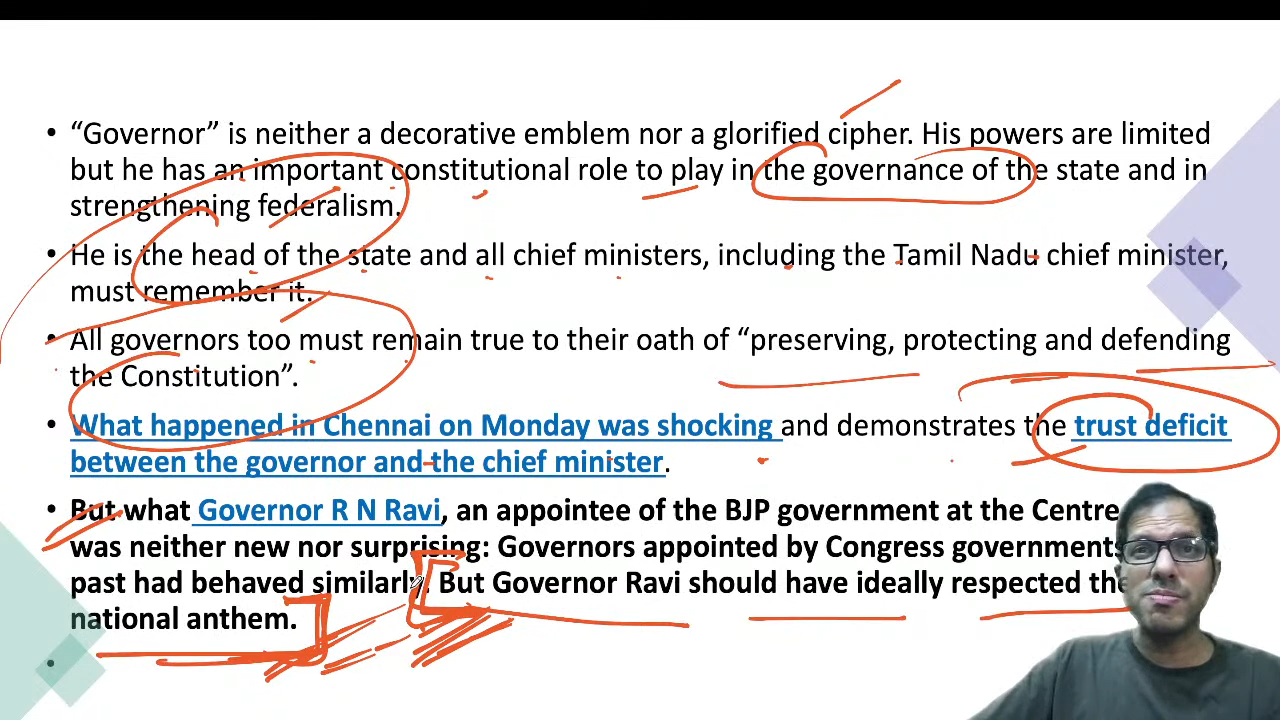 • “Governor” is neither a decorative emblem nor a glorified cipher. His powers are limited
but he has an important constitutional role to play in the governance of the state and in
strengthening federalism.
• He is the head of the state and all chief ministers, including the Tamil Nadu chief minister,
must remember it.
• All governors too must remain true to their oath of “preserving, protecting and defending
the Constitution”.
• What happened in Chennai on Monday was shocking and demonstrates the trust deficit
between the governor and the chief minister.
• But what Governor R N Ravi, an appointee of the BJP government at the Centre
was neither new nor surprising: Governors appointed by Congress governments
past had behaved similarly. But Governor Ravi should have ideally respected the
national anthem.
•